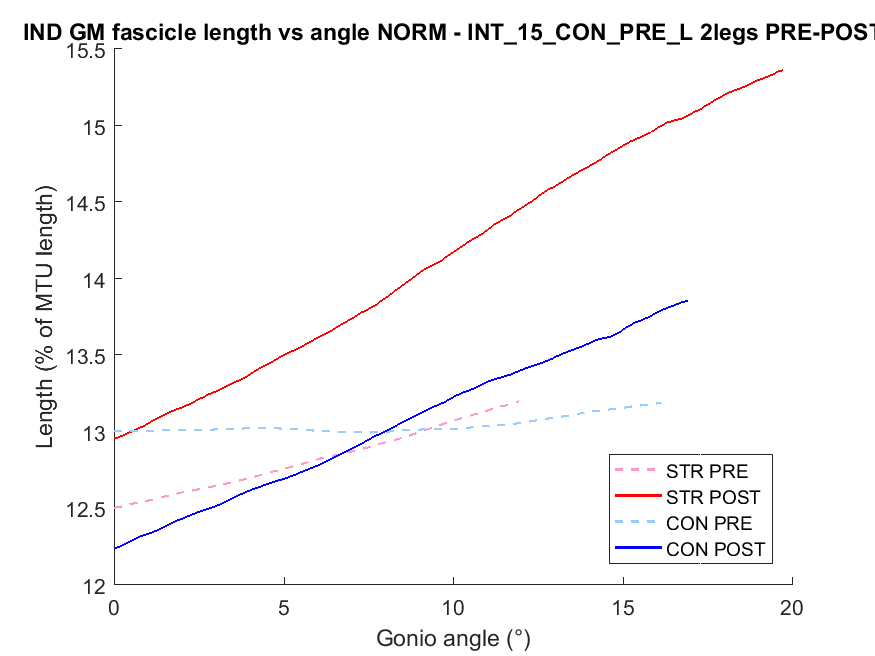 IND GM fascicle length vs angle NORM - INT_15_CON_PRE_L 2legs PRE-POST
15.5
15
14.5
14
13.5
13
12.5
12
Length (% of MTU length)
0
5
10
15
20
Gonio angle (°)
STR PRE
STR POST
CON PRE
CON POST